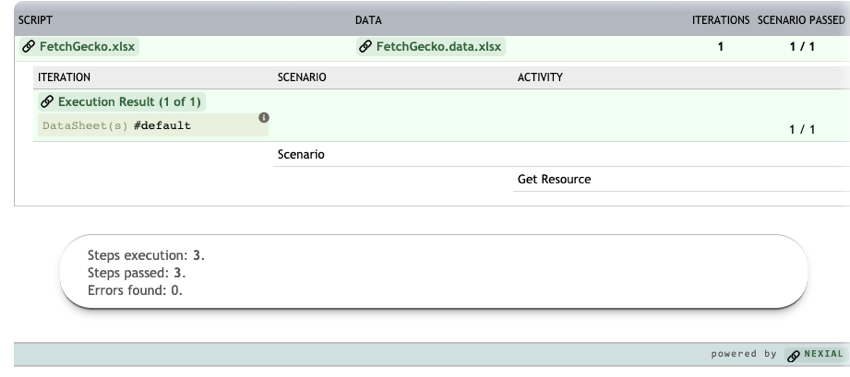 SCRIPT DATA ITERATIONS SCENARIO PASSED
FetchGecko.xlsx FetchGecko.data.xlsx 1 1 / 1
ITERATION SCENARIO ACTIVITY
Execution Result (1 of 1)
DataSheet(s) #default
1 / 1
Scenario
Get Resource
Steps execution: 3.
Steps passed: 3.
Errors found: 0.
powered by NEXIAL